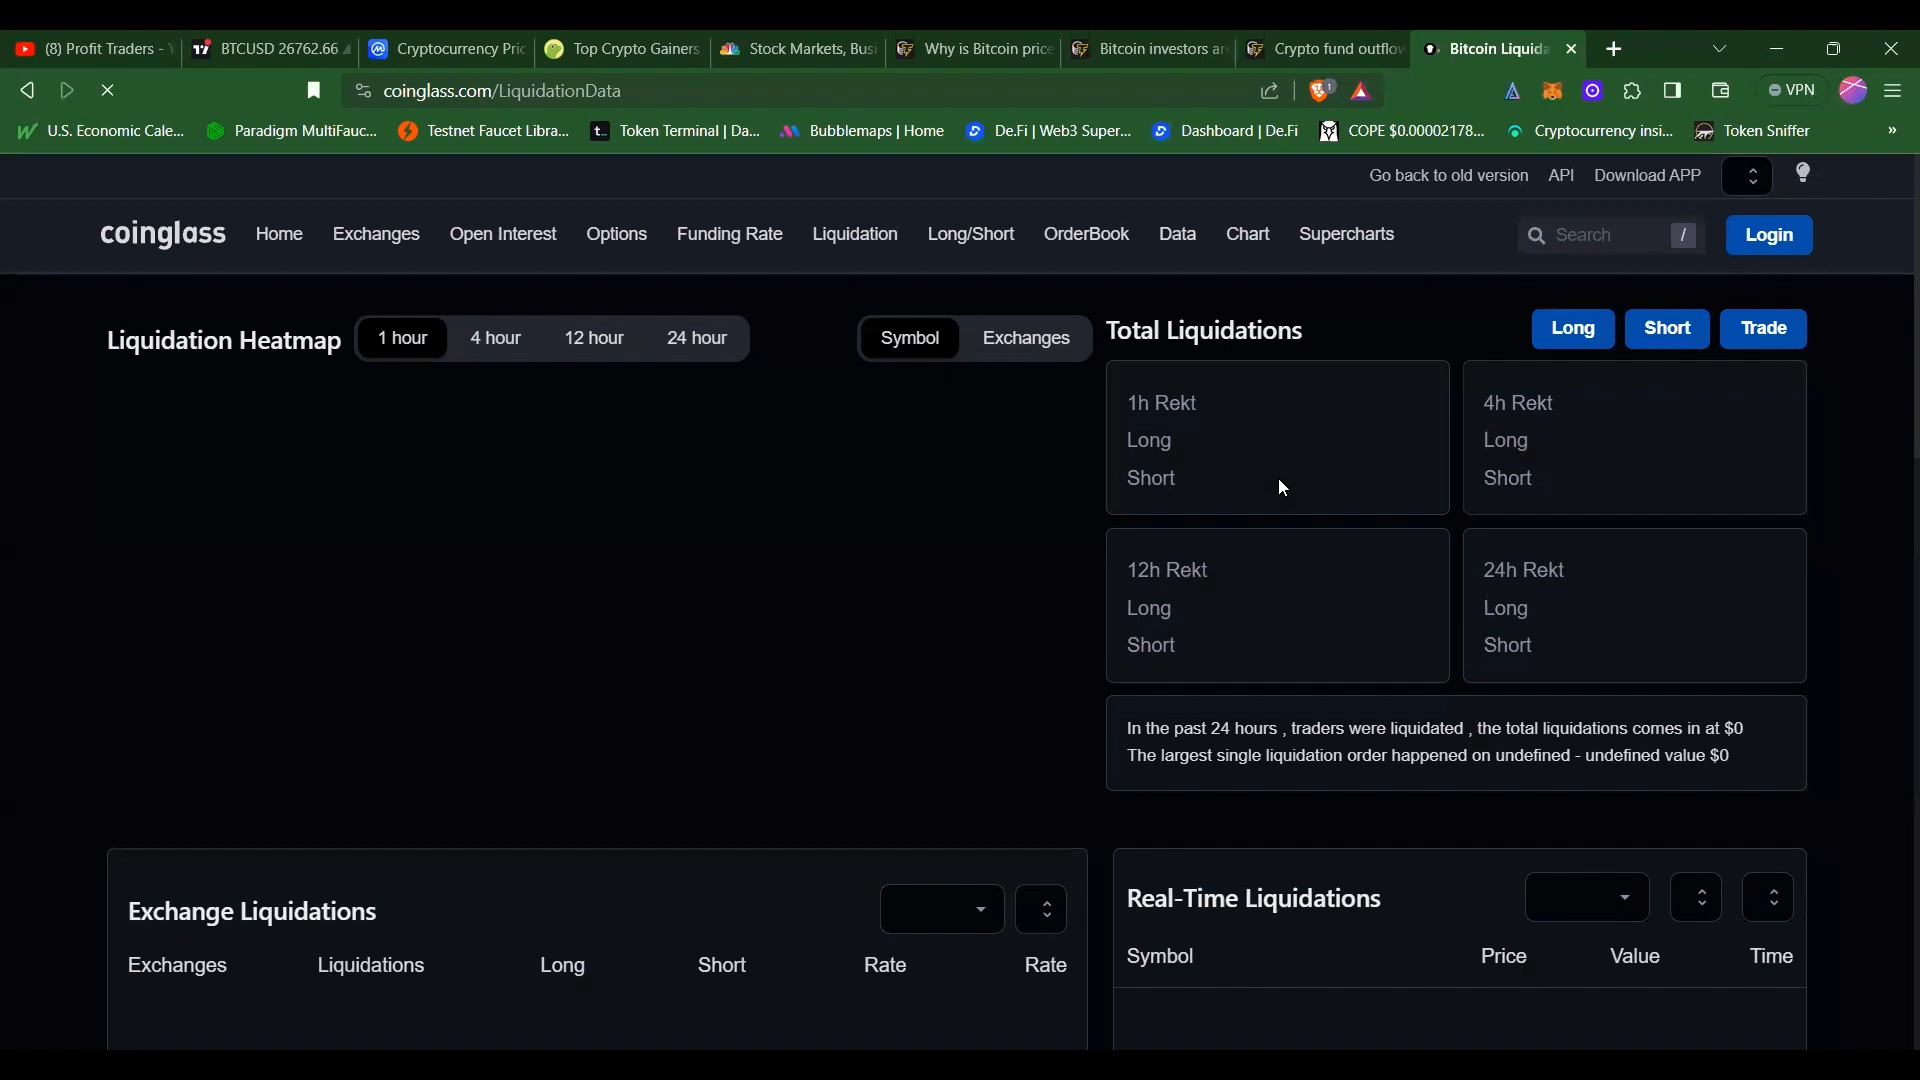 (8) Profit Traders -
BTCUSD 26762.66
Cryptocurrency Pric
Top Crypto Gainers
Stock Markets, Busi
Why is Bitcoin price
Bitcoin investors ar
Crypto fund outflow
Bitcoin Liquida
coinglass.com/LiquidationData
1
VPN
U.S. Economic Cale...
Paradigm MultiFauc...
Testnet Faucet Libra...
Token Terminal | Da...
Bubblemaps | Home
De.Fi | Web3 Super...
Dashboard | De.Fi
COPE $0.00002178...
Cryptocurrency insi...
Token Sniffer
»
Go back to old version
API
Download APP
coinglass
Home
Exchanges
Open Interest
Options
Funding Rate
Liquidation
Long/Short
OrderBook
Data
Chart
Supercharts
Search
/
Login
Liquidation Heatmap
1 hour
4 hour
12 hour
24 hour
Symbol
Exchanges
Total Liquidations
Long
Short
Trade
1h Rekt
Long
Short
4h Rekt
Long
Short
12h Rekt
Long
Short
24h Rekt
Long
Short
In the past 24 hours , traders were liquidated , the total liquidations comes in at $0
The largest single liquidation order happened on undefined - undefined value $0
Exchange Liquidations
Exchanges
Liquidations
Long
Short
Rate
Rate
Real-Time Liquidations
Symbol
Price
Value
Time